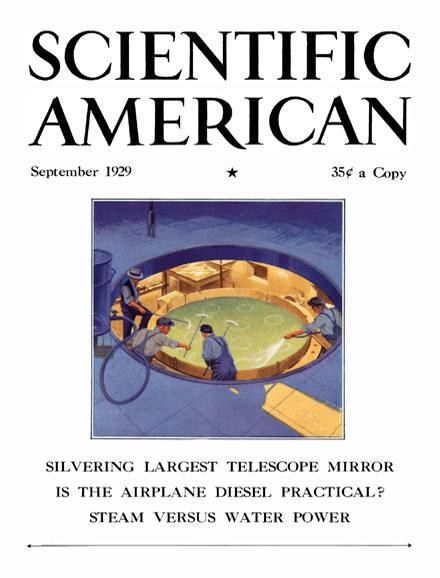 SCIENTIFIC
AMERICAN
September 1929 ★ 35¢ a Copy
SILVERING LARGEST TELESCOPE MIRROR
IS THE AIRPLANE DIESEL PRACTICAL?
STEAM VERSUS WATER POWER